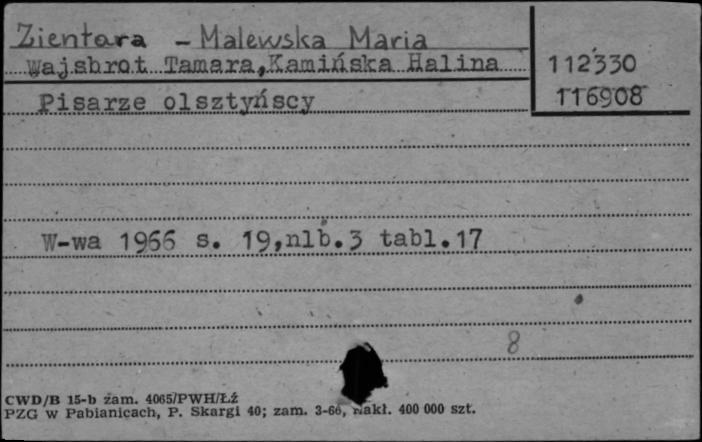 Zientara - Malewska Maria
Wajsbrot Tamara, Kamińska Halina
112330
Pisarze olsztyńscy
116908
W-wa 1966 s. 19, nlb. 3 tabl. 17
8
CWD/B 15-b zam. 4065/PWH/Łź
PZG w Pabianicach, P. Skargi 40; zam. 3-66, Nakł. 400 000 szt.